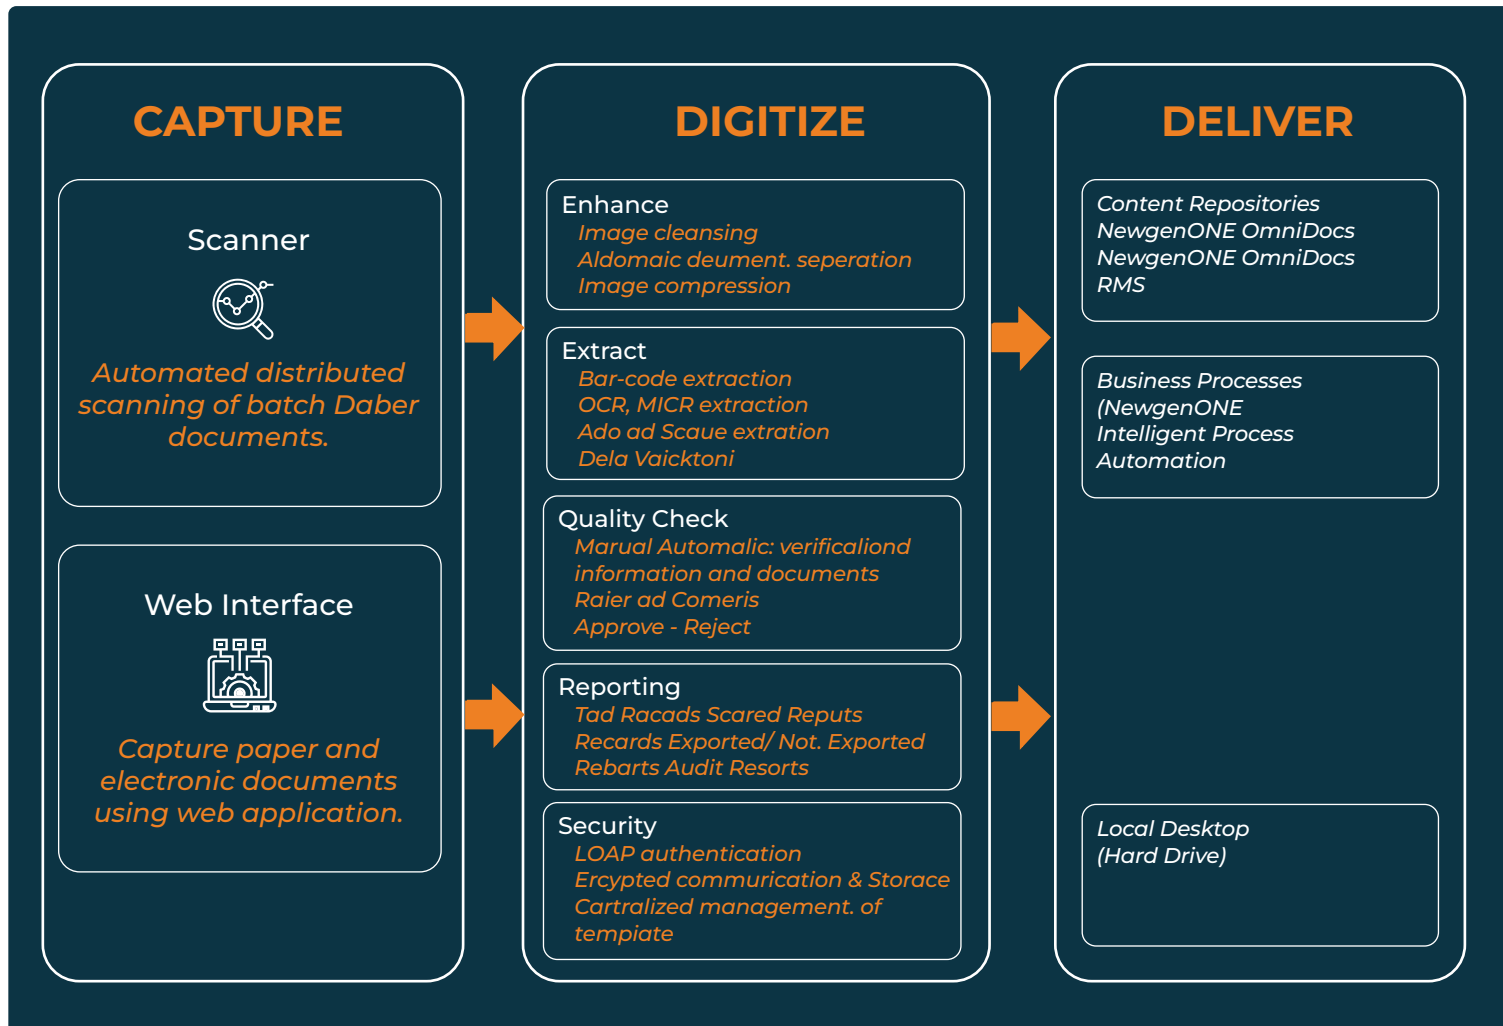 CAPTURE
Scanner
Automated distributed
scanning of batch Daber
documents.
Web Interface
Capture paper and
electronic documents
using web application.
DIGITIZE
Enhance
Image cleansing
Aldomaic deument. seperation
Image compression
Extract
Bar-code extraction
OCR, MICR extraction
Ado ad Scaue extration
Dela Vaicktoni
Quality Check
Marual Automalic: verificaliond
information and documents
Raier ad Comeris
Approve - Reject
Reporting
Tad Racads Scared Reputs
Recards Exported/ Not. Exported
Rebarts Audit Resorts
Security
LOAP authentication
Ercypted commurication & Storace
Cartralized management. of
template
DELIVER
Content Repositories
NewgenONE OmniDocs
NewgenONE OmniDocs
RMS
Business Processes
(NewgenONE
Intelligent Process
Automation
Local Desktop
(Hard Drive)